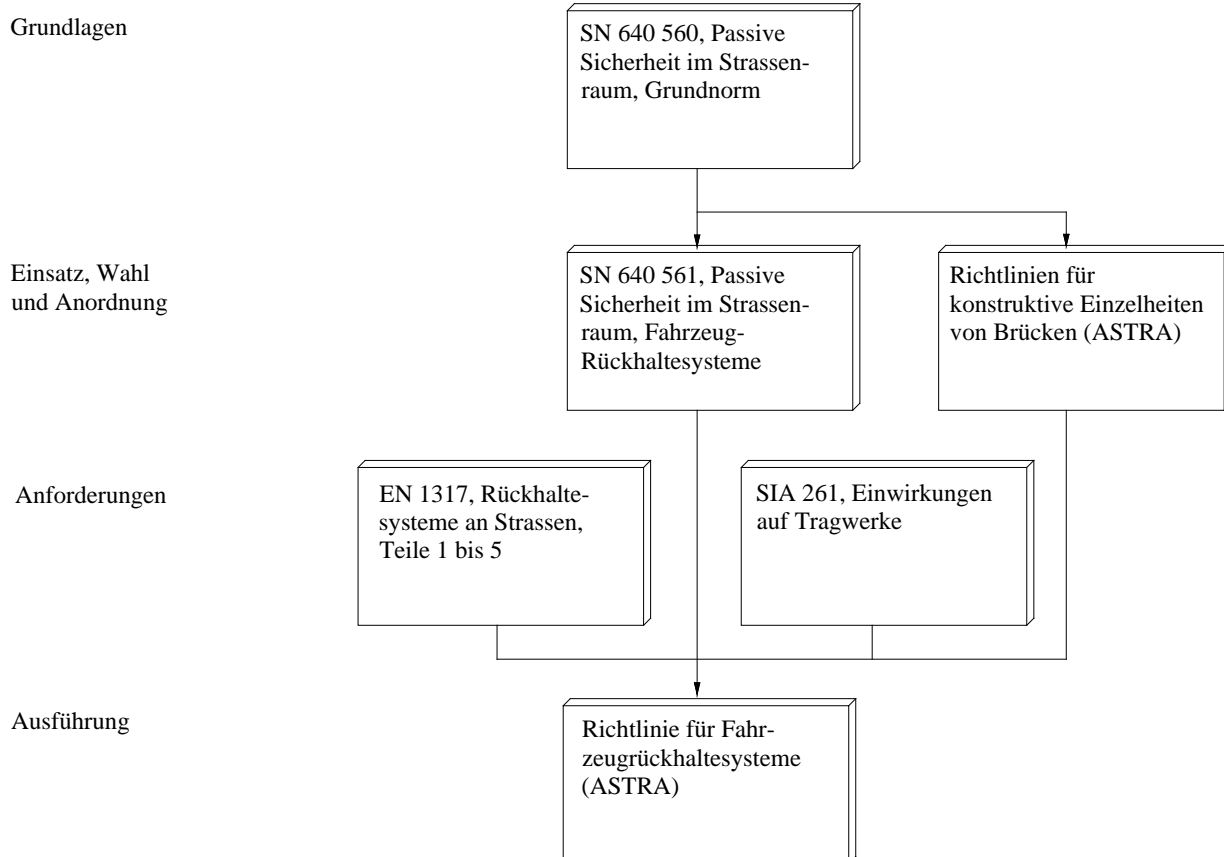 Grundlagen
SN 640 560, Passive
Sicherheit im Strassen-
raum, Grundnorm
Einsatz, Wahl
und Anordnung
SN 640 561, Passive
Sicherheit im Strassen-
raum, Fahrzeug-
Rückhaltesysteme
Richtlinien für
konstruktive Einzelheiten
von Brücken (ASTRA)
Anforderungen
EN 1317, Rückhalte-
systeme an Strassen,
Teile 1 bis 5
SIA 261, Einwirkungen
auf Tragwerke
Ausführung
Richtlinie für Fahr-
zeugrückhaltesysteme
(ASTRA)